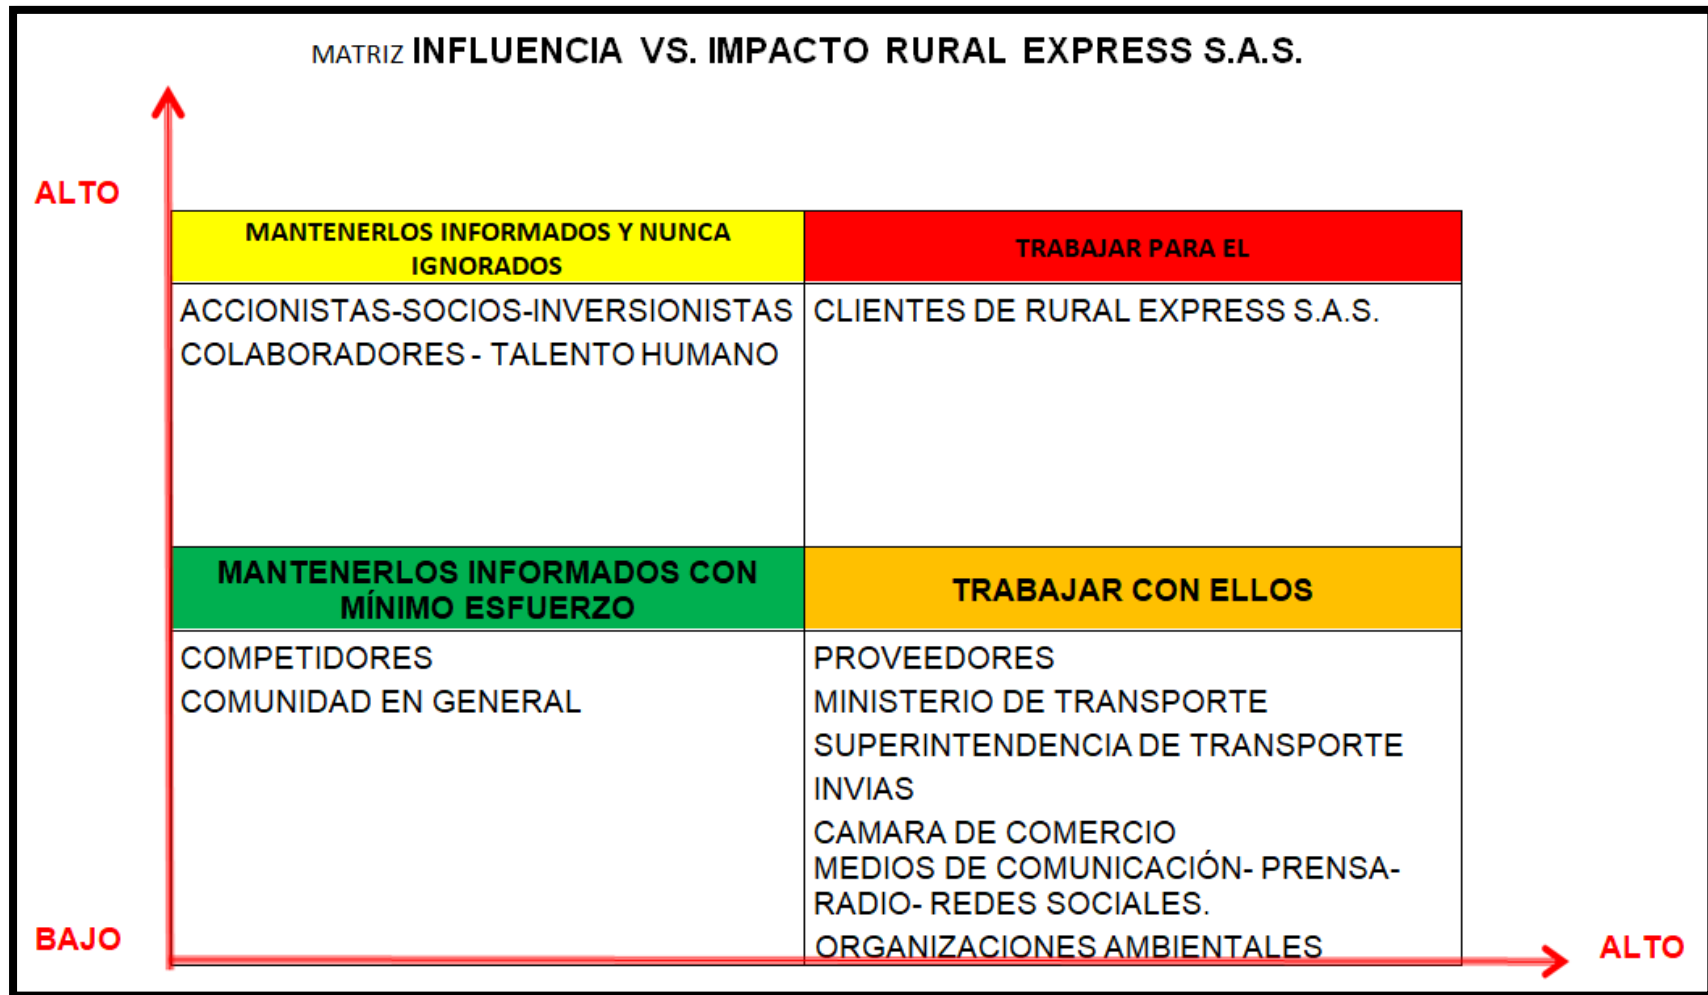 MATRIZ INFLUENCIA VS. IMPACTO RURAL EXPRESS S.A.S.
ALTO
MANTENERLOS INFORMADOS Y NUNCA
IGNORADOS
TRABAJAR PARA EL
ACCIONISTAS-SOCIOS-INVERSIONISTAS
COLABORADORES - TALENTO HUMANO
CLIENTES DE RURAL EXPRESS S.A.S.
MANTENERLOS INFORMADOS CON
MÍNIMO ESFUERZO
TRABAJAR CON ELLOS
COMPETIDORES
COMUNIDAD EN GENERAL
PROVEEDORES
MINISTERIO DE TRANSPORTE
SUPERINTENDENCIA DE TRANSPORTE
INVIAS
CAMARA DE COMERCIO
MEDIOS DE COMUNICACIÓN- PRENSA-
RADIO- REDES SOCIALES.
ORGANIZACIONES AMBIENTALES
BAJO
ALTO